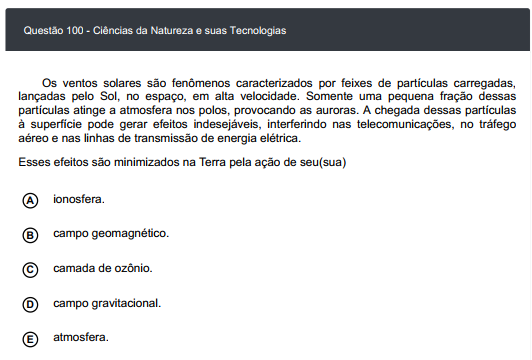 Questão 100 - Ciências da Natureza e suas Tecnologias
Os ventos solares são fenômenos caracterizados por feixes de partículas carregadas,
lançadas pelo Sol, no espaço, em alta velocidade. Somente uma pequena fração dessas
partículas atinge a atmosfera nos polos, provocando as auroras. A chegada dessas partículas
à superfície pode gerar efeitos indesejáveis, interferindo nas telecomunicações, no tráfego
aéreo e nas linhas de transmissão de energia elétrica.
Esses efeitos são minimizados na Terra pela ação de seu(sua)
A ionosfera.
B campo geomagnético.
C camada de ozônio.
D campo gravitacional.
E atmosfera.